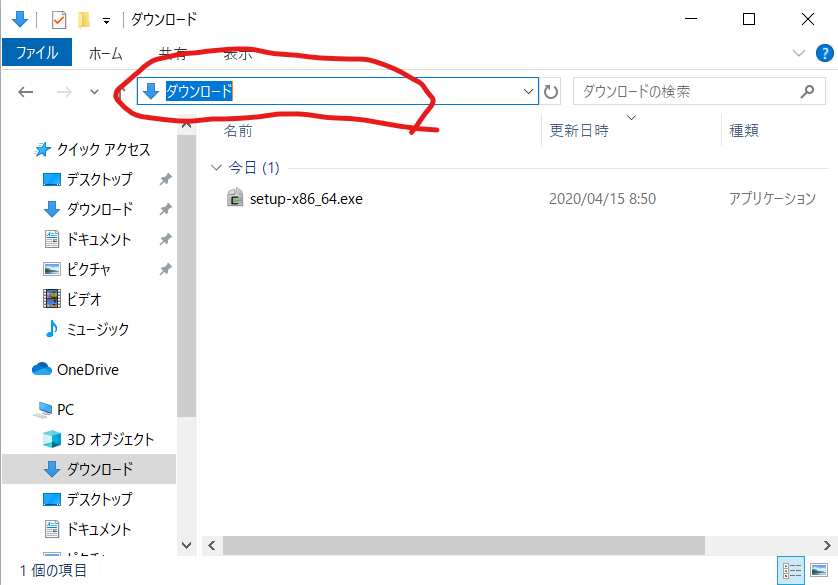 ダウンロード
ファイル ホーム 共有 表示
ダウンロード ダウンロードの検索
名前 更新日時 種類
クイック アクセス
今日 (1)
デスクトップ
setup-x86_64.exe 2020/04/15 8:50 アプリケーション
ダウンロード
ドキュメント
ピクチャ
ビデオ
ミュージック
OneDrive
PC
3D オブジェクト
ダウンロード
デスクトップ
ドキュメント
1 個の項目